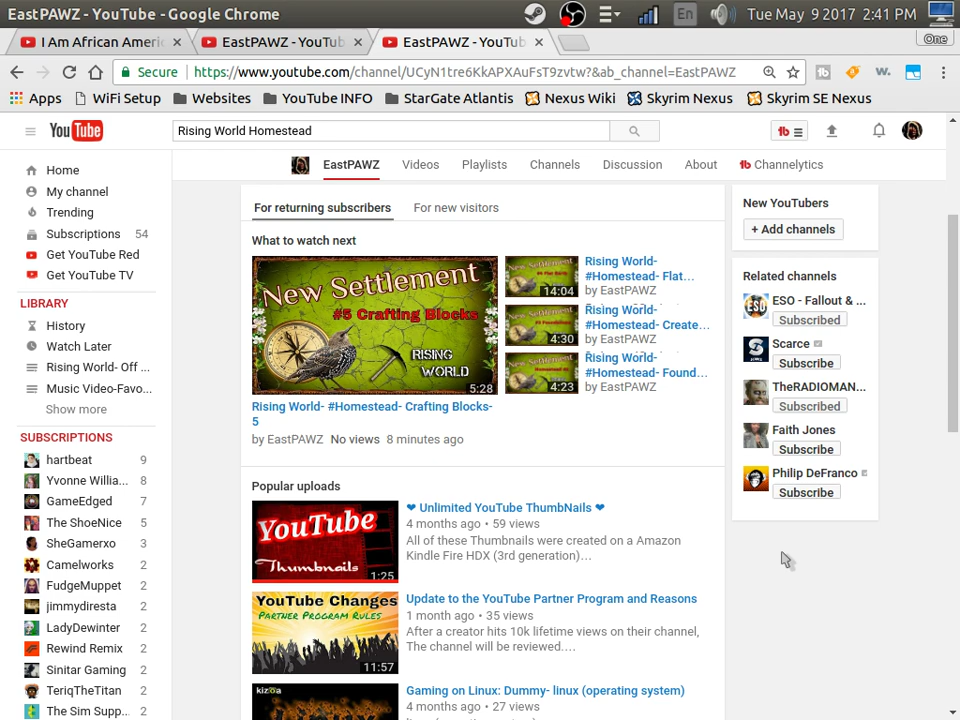 EastPAWZ - YouTube - Google Chrome
En
Tue May 9 2017 2:41 PM
I Am AfricanAmeri
EastPAWZ - YouTub
EastPAWZ - YouTub
One
Secure
https://www.youtube.com/channel/UCyN1tre6KkAPXAuFsT9zvtw?&ab_channel=EastPAWZ
Apps
WiFi Setup
Websites
YouTube INFO
StarGate Atlantis
Nexus Wiki
Skyrim Nexus
Skyrim SE Nexus
YouTube
Rising World Homestead
EastPAWZ
Videos
Playlists
Channels
Discussion
About
Channelytics
Home
My channel
Trending
Subscriptions 54
Get YouTube Red
Get YouTube TV
LIBRARY
History
Watch Later
Rising World- Off ...
Music Video-Favo...
Show more
SUBSCRIPTIONS
hartbeat 9
Yvonne Willia... 8
GameEdged 7
The ShoeNice 5
SheGamerxo 3
Camelworks 2
FudgeMuppet 2
jimmydiresta 2
LadyDewinter 2
Rewind Remix 2
Sinitar Gaming 2
TeriqTheTitan 2
The Sim Supp... 2
For returning subscribers
For new visitors
What to watch next
New Settlement
#5 Crafting Blocks
RISING
WORLD
5:28
Rising World- #Homestead- Crafting Blocks-
5
by EastPAWZ No views 8 minutes ago
14:04
Rising World-
#Homestead- Flat...
by EastPAWZ
4:30
Rising World-
#Homestead- Create...
by EastPAWZ
4:23
Rising World-
#Homestead- Found...
by EastPAWZ
Popular uploads
YouTube
Thumbnails
1:25
❤ Unlimited YouTube ThumbNails ❤
4 months ago • 59 views
All of these Thumbnails were created on a Amazon
Kindle Fire HDX (3rd generation)...
YouTube Changes
Partner Program Rules
11:57
Update to the YouTube Partner Program and Reasons
1 month ago • 35 views
After a creator hits 10k lifetime views on their channel,
The channel will be reviewed....
kizoa
Gaming on Linux: Dummy- linux (operating system)
4 months ago • 27 views
New YouTubers
+ Add channels
Related channels
ESO - Fallout & ...
Subscribed
Scarce
Subscribe
TheRADIOMAN...
Subscribed
Faith Jones
Subscribe
Philip DeFranco
Subscribe